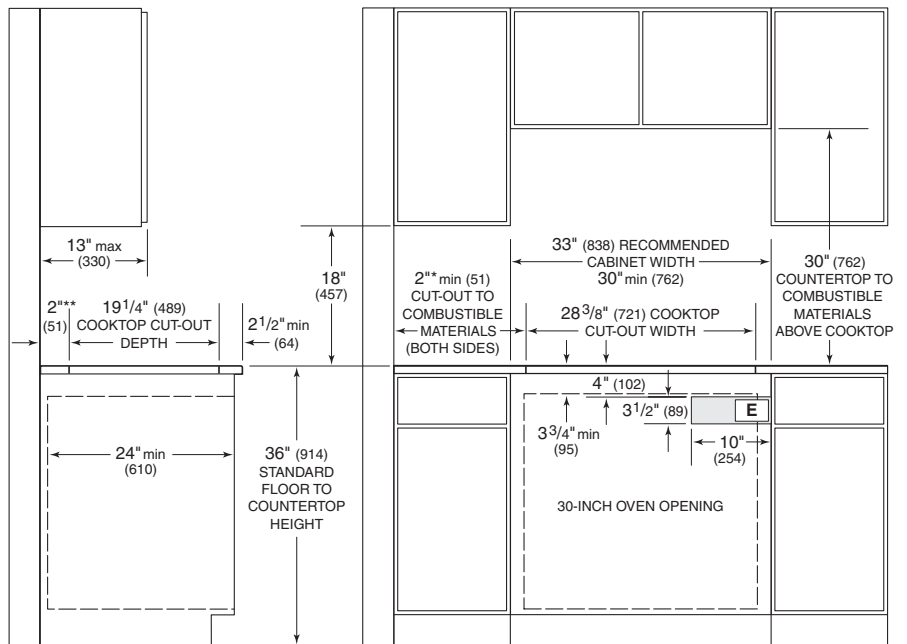 13" max
(330)
2"**
(51)
19 1/4" (489)
COOKTOP CUT-OUT
DEPTH
2 1/2" min
(64)
18"
(457)
24" min
(610)
36" (914)
STANDARD
FLOOR TO
COUNTERTOP
HEIGHT
2"* min (51)
CUT-OUT TO
COMBUSTIBLE
MATERIALS
(BOTH SIDES)
33" (838) RECOMMENDED
CABINET WIDTH
30" min (762)
28 3/8" (721) COOKTOP
CUT-OUT WIDTH
30" (762)
COUNTERTOP TO
COMBUSTIBLE
MATERIALS
ABOVE COOKTOP
4" (102)
3 1/2" (89)
E
3 3/4" min
(95)
10"
(254)
30-INCH OVEN OPENING